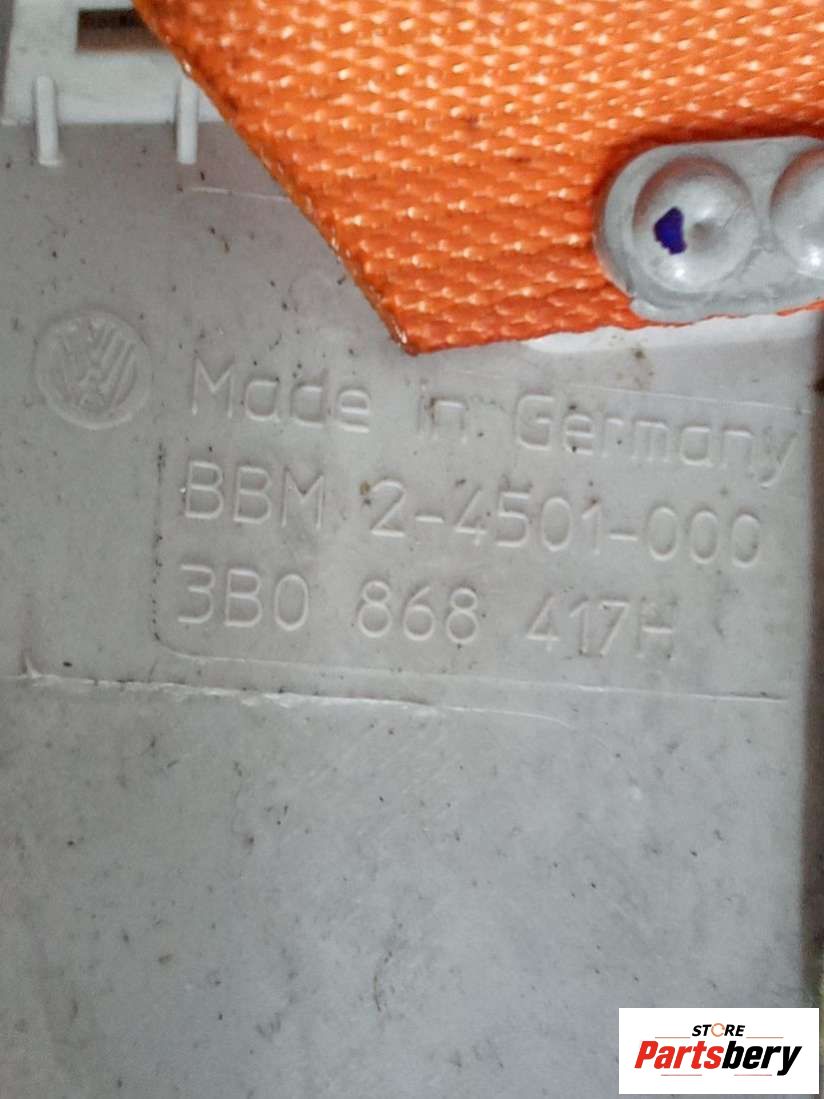 Made in Germany
BBM 2-4501-000
3B0 868 417H
STORE
Partsbery